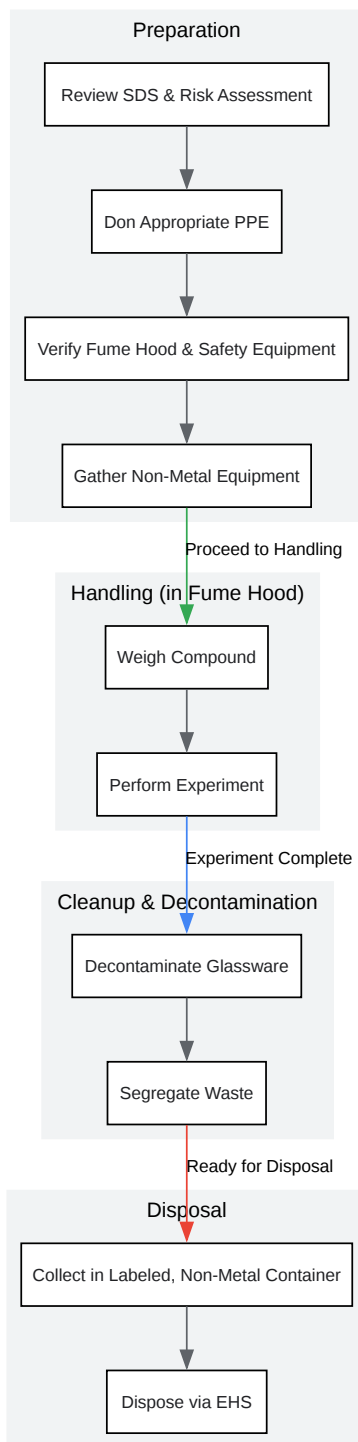 Preparation
Review SDS & Risk Assessment
Don Appropriate PPE
Verify Fume Hood & Safety Equipment
Gather Non-Metal Equipment
Proceed to Handling
Handling (in Fume Hood)
Weigh Compound
Perform Experiment
Experiment Complete
Cleanup & Decontamination
Decontaminate Glassware
Segregate Waste
Ready for Disposal
Disposal
Collect in Labeled, Non-Metal Container
Dispose via EHS